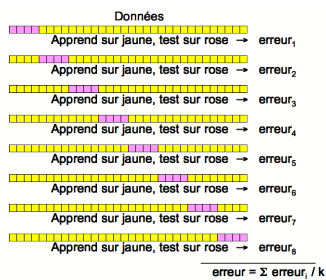 Données
Apprend sur jaune, test sur rose → erreur₁
Apprend sur jaune, test sur rose → erreur₂
Apprend sur jaune, test sur rose → erreur₃
Apprend sur jaune, test sur rose → erreur₄
Apprend sur jaune, test sur rose → erreur₅
Apprend sur jaune, test sur rose → erreur₆
Apprend sur jaune, test sur rose → erreur₇
Apprend sur jaune, test sur rose → erreur₈
erreur = Σ erreurᵢ / k